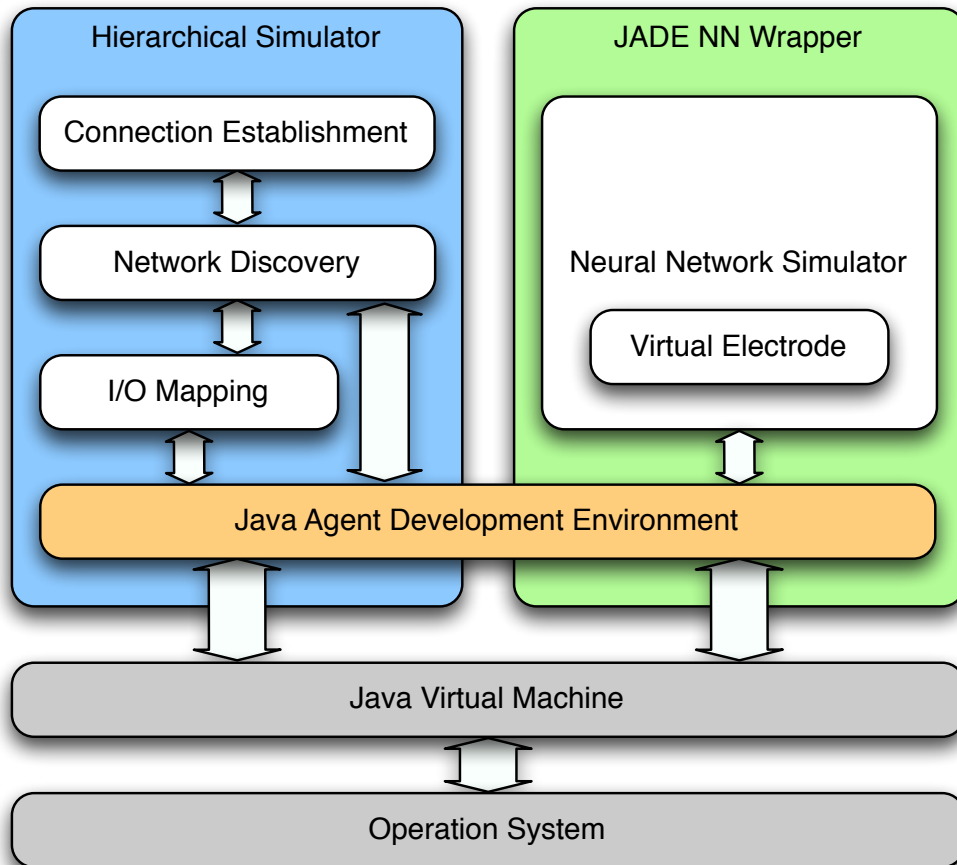 Hierarchical Simulator
Connection Establishment
Network Discovery
I/O Mapping
JADE NN Wrapper
Neural Network Simulator
Virtual Electrode
Java Agent Development Environment
Java Virtual Machine
Operation System